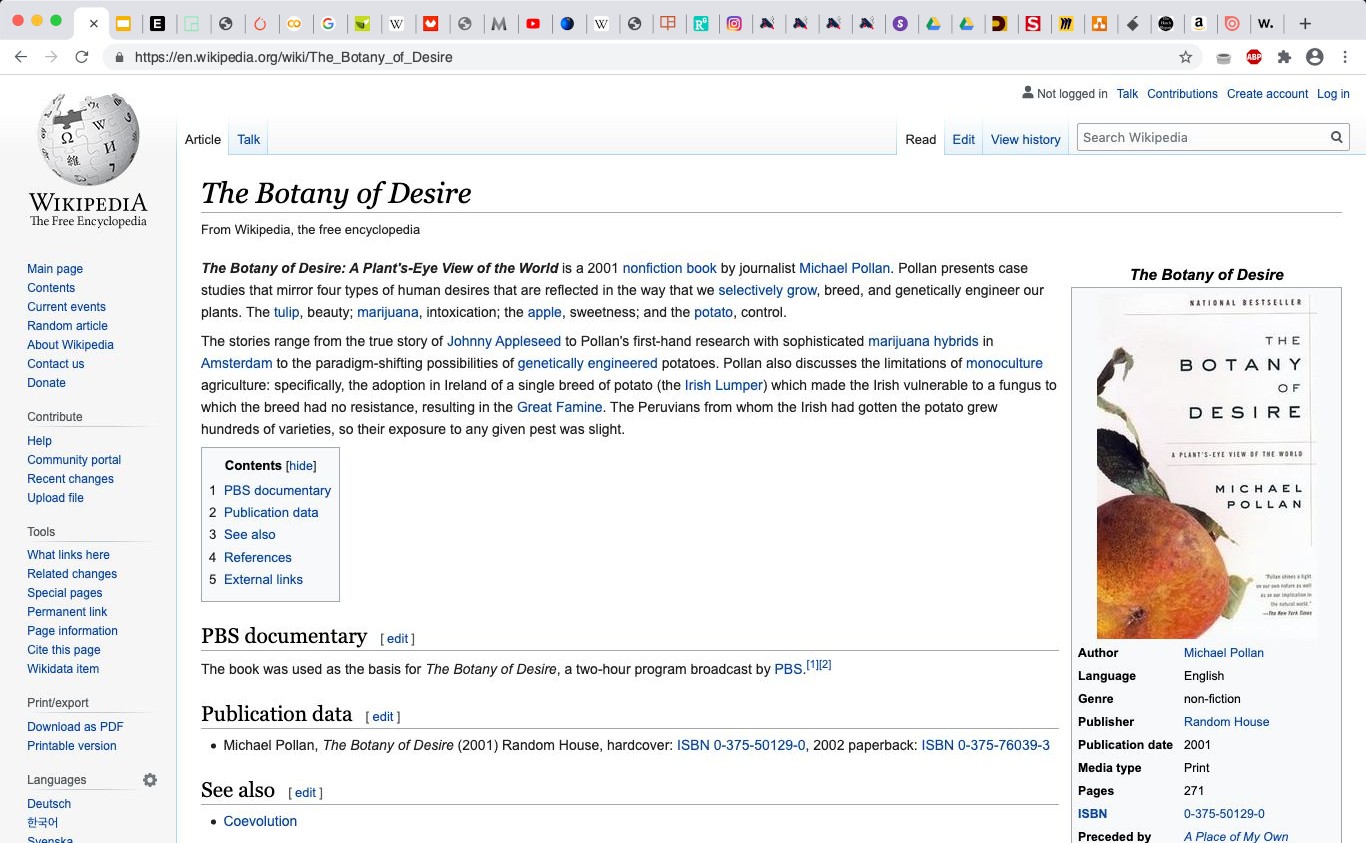 https://en.wikipedia.org/wiki/The_Botany_of_Desire
ABP
Not logged in Talk Contributions Create account Log in
Article Talk
Read Edit View history
Search Wikipedia
WIKIPEDIA
The Free Encyclopedia
Main page
Contents
Current events
Random article
About Wikipedia
Contact us
Donate
Contribute
Help
Community portal
Recent changes
Upload file
Tools
What links here
Related changes
Special pages
Permanent link
Page information
Cite this page
Wikidata item
Print/export
Download as PDF
Printable version
Languages
Deutsch
한국어
Svenska
The Botany of Desire
From Wikipedia, the free encyclopedia
The Botany of Desire: A Plant's-Eye View of the World is a 2001 nonfiction book by journalist Michael Pollan. Pollan presents case
studies that mirror four types of human desires that are reflected in the way that we selectively grow, breed, and genetically engineer our
plants. The tulip, beauty; marijuana, intoxication; the apple, sweetness; and the potato, control.
The stories range from the true story of Johnny Appleseed to Pollan's first-hand research with sophisticated marijuana hybrids in
Amsterdam to the paradigm-shifting possibilities of genetically engineered potatoes. Pollan also discusses the limitations of monoculture
agriculture: specifically, the adoption in Ireland of a single breed of potato (the Irish Lumper) which made the Irish vulnerable to a fungus to
which the breed had no resistance, resulting in the Great Famine. The Peruvians from whom the Irish had gotten the potato grew
hundreds of varieties, so their exposure to any given pest was slight.
Contents [hide]
1 PBS documentary
2 Publication data
3 See also
4 References
5 External links
PBS documentary [ edit ]
The book was used as the basis for The Botany of Desire, a two-hour program broadcast by PBS.[1][2]
Publication data [ edit ]
• Michael Pollan, The Botany of Desire (2001) Random House, hardcover: ISBN 0-375-50129-0, 2002 paperback: ISBN 0-375-76039-3
See also [ edit ]
• Coevolution
The Botany of Desire
NATIONAL BESTSELLER
THE
BOTANY
OF
DESIRE
A PLANT'S-EYE VIEW OF THE WORLD
MICHAEL
POLLAN
"Pollan shines a light
on our own nature as well
as on our implication in
the natural world."
—The New York Times
Author Michael Pollan
Language English
Genre non-fiction
Publisher Random House
Publication date 2001
Media type Print
Pages 271
ISBN 0-375-50129-0
Preceded by A Place of My Own